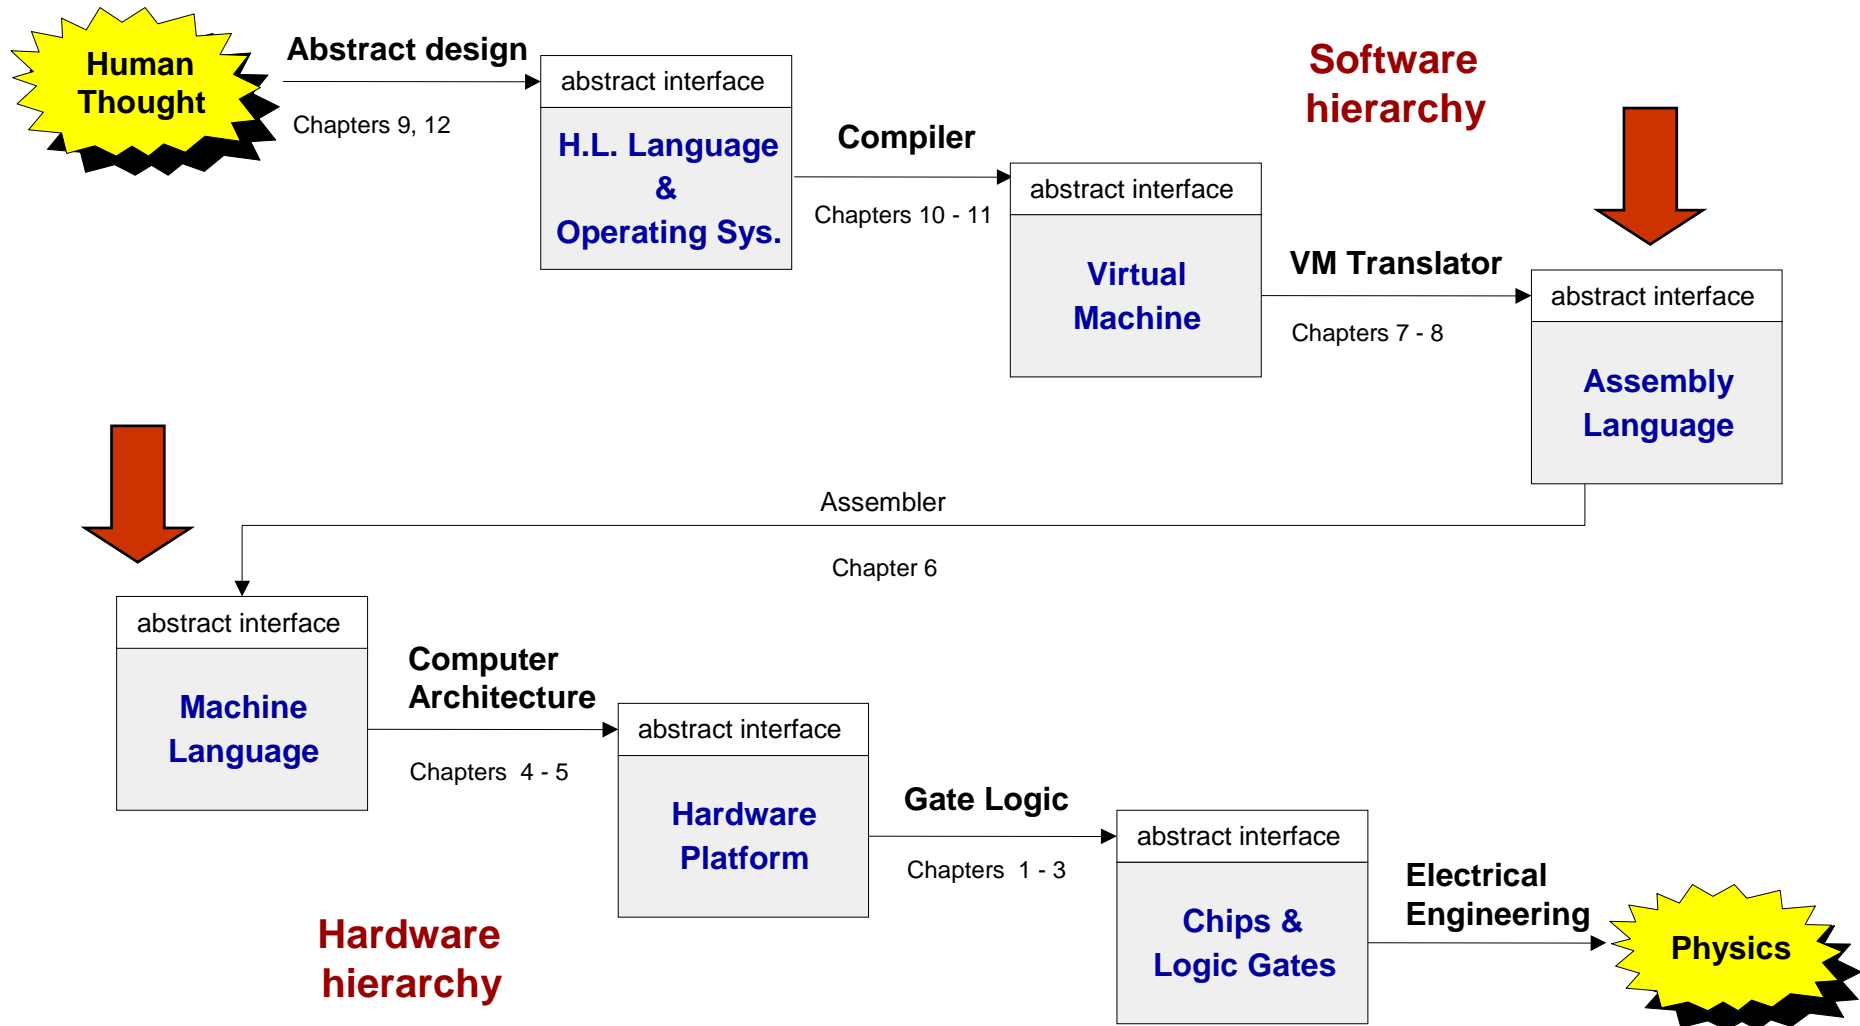 Human
Thought
Abstract design
Chapters 9, 12
abstract interface
H.L. Language
&
Operating Sys.
Compiler
Chapters 10 - 11
abstract interface
Virtual
Machine
Software
hierarchy
VM Translator
Chapters 7 - 8
abstract interface
Assembly
Language
Assembler
Chapter 6
abstract interface
Machine
Language
Computer
Architecture
Chapters 4 - 5
abstract interface
Hardware
Platform
Gate Logic
Chapters 1 - 3
abstract interface
Chips &
Logic Gates
Electrical
Engineering
Physics
Hardware
hierarchy